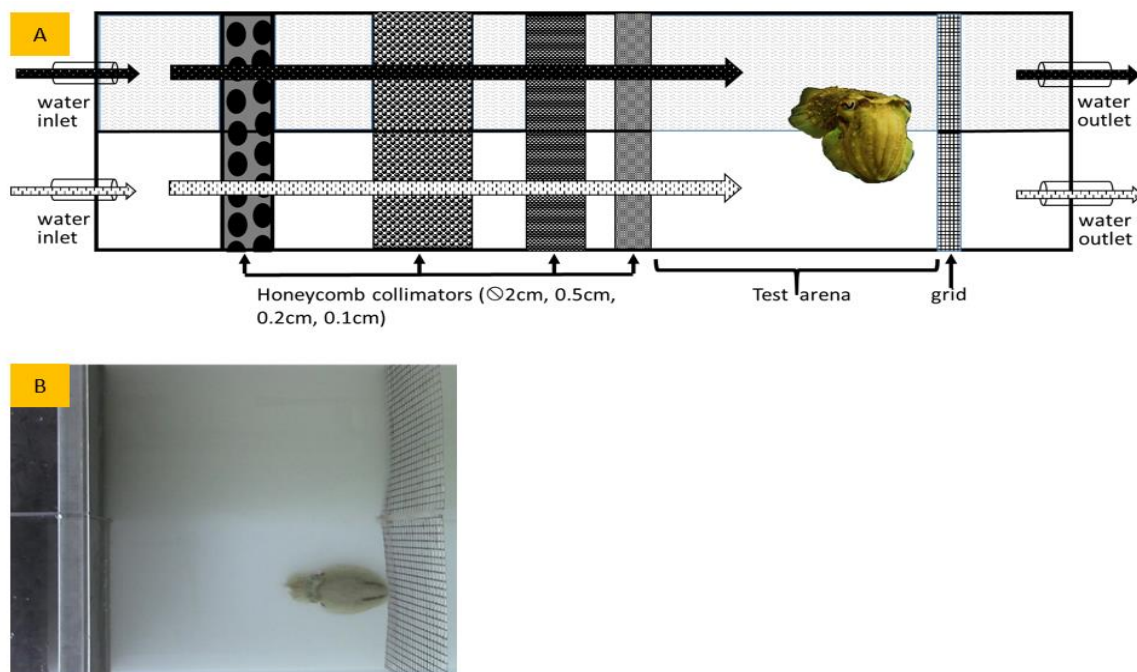 A
water
inlet
water
outlet
water
inlet
water
outlet
Honeycomb collimators (⦸2cm, 0.5cm,
0.2cm, 0.1cm)
Test arena
grid
B